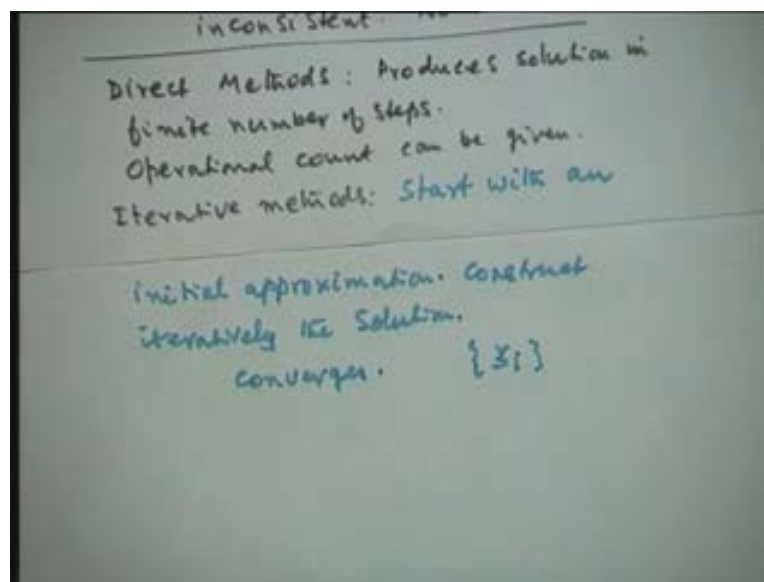 inconsistent.
Direct Methods: Produces solution in
finite number of steps.
Operational count can be given.
Iterative methods: Start with an
initial approximation. Construct
iteratively the Solution.
converges. {x̰i}